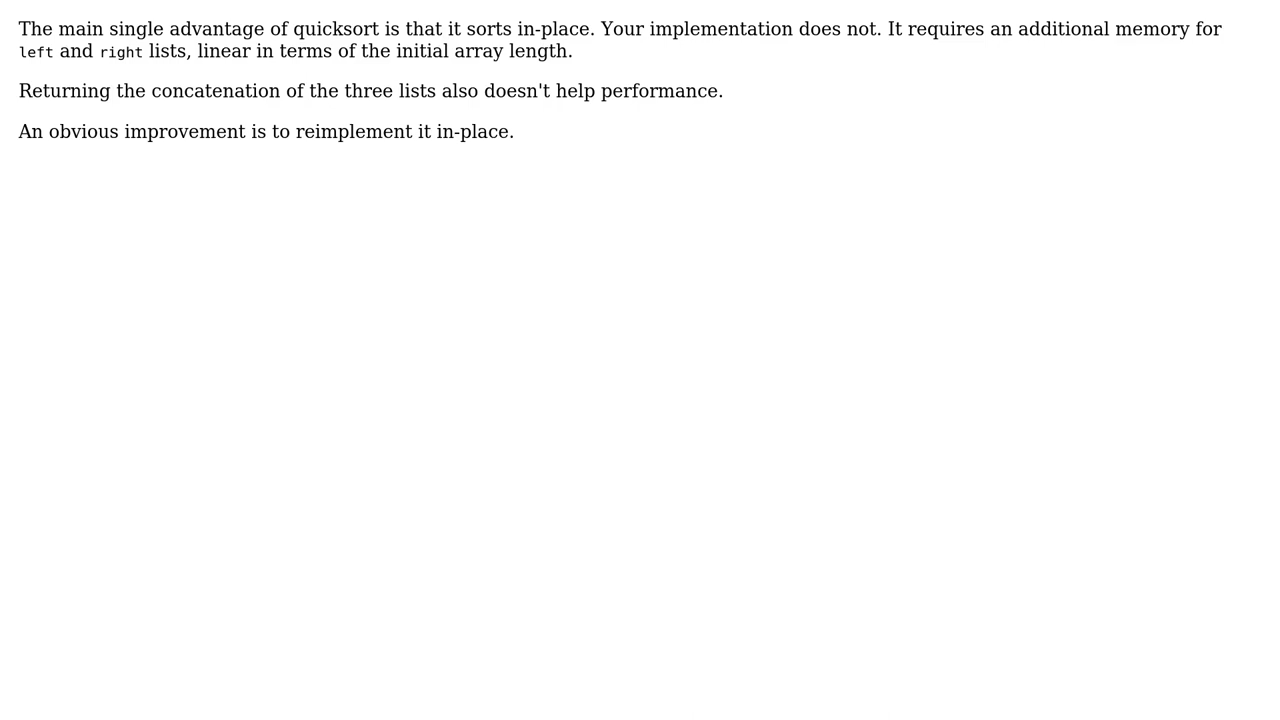 The main single advantage of quicksort is that it sorts in-place. Your implementation does not. It requires an additional memory for
left and right lists, linear in terms of the initial array length.
Returning the concatenation of the three lists also doesn't help performance.
An obvious improvement is to reimplement it in-place.